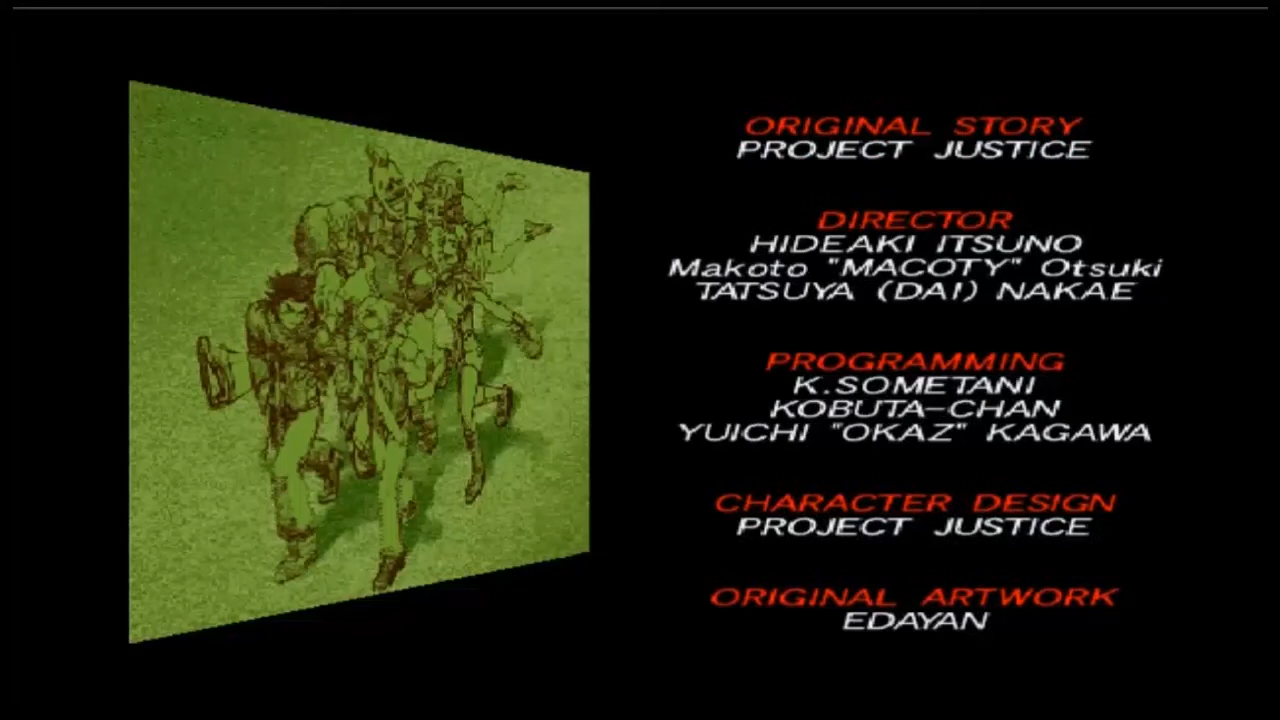 ORIGINAL STORY
PROJECT JUSTICE
DIRECTOR
HIDEAKI ITSUNO
Makoto "MACOTY" Otsuki
TATSUYA (DAI) NAKAE
PROGRAMMING
K.SOMETANI
KOBUTA-CHAN
YUICHI "OKAZ" KAGAWA
CHARACTER DESIGN
PROJECT JUSTICE
ORIGINAL ARTWORK
EDAYAN